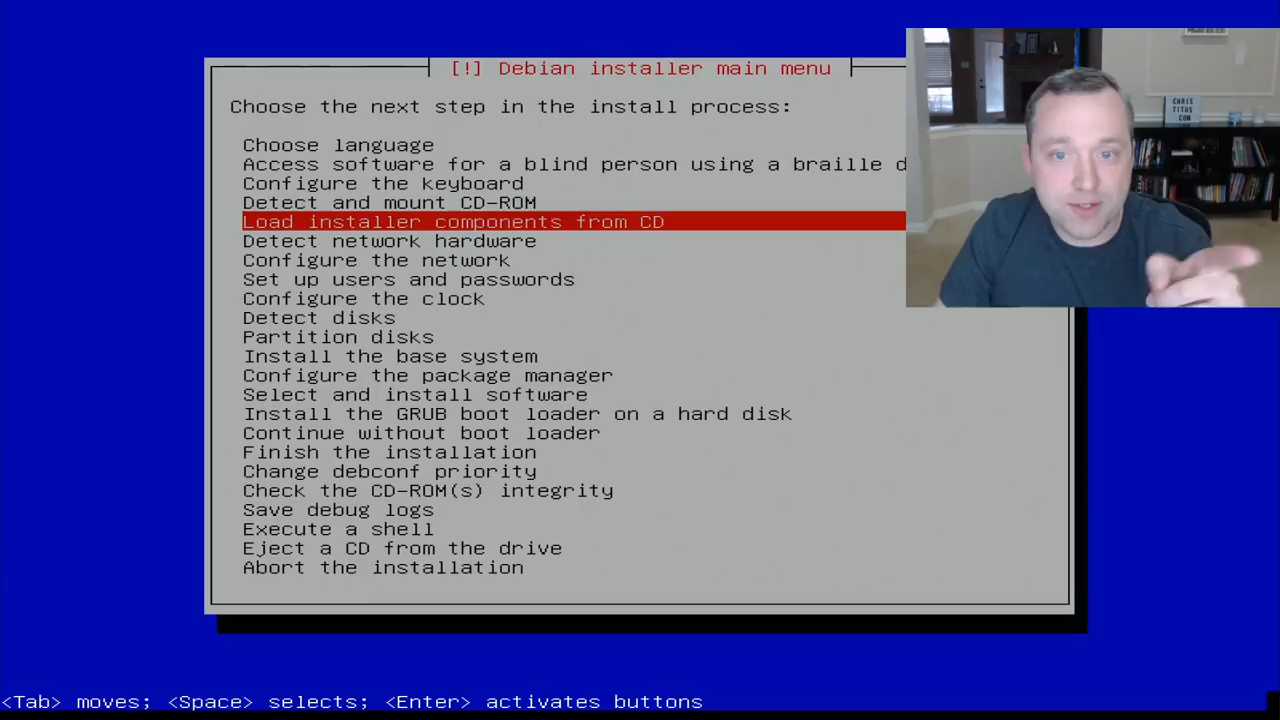 [!] Debian installer main menu
Choose the next step in the install process:
Choose language
Access software for a blind person using a braille d
Configure the keyboard
Detect and mount CD-ROM
Load installer components from CD
Detect network hardware
Configure the network
Set up users and passwords
Configure the clock
Detect disks
Partition disks
Install the base system
Configure the package manager
Select and install software
Install the GRUB boot loader on a hard disk
Continue without boot loader
Finish the installation
Change debconf priority
Check the CD-ROM(s) integrity
Save debug logs
Execute a shell
Eject a CD from the drive
Abort the installation
<Tab> moves; <Space> selects; <Enter> activates buttons
CHRIS
TITUS
.COM